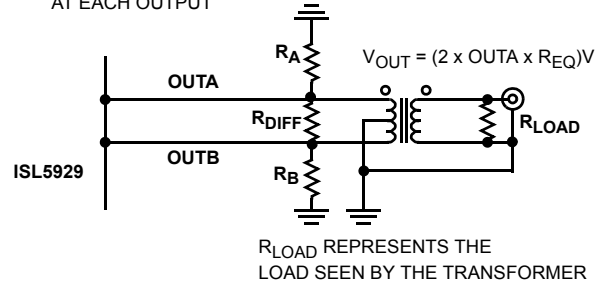 AT EACH OUTPUT
RA
VOUT = (2 x OUTA x REQ)V
OUTA
RDIFF
RLOAD
OUTB
ISL5929
RB
RLOAD REPRESENTS THE
LOAD SEEN BY THE TRANSFORMER